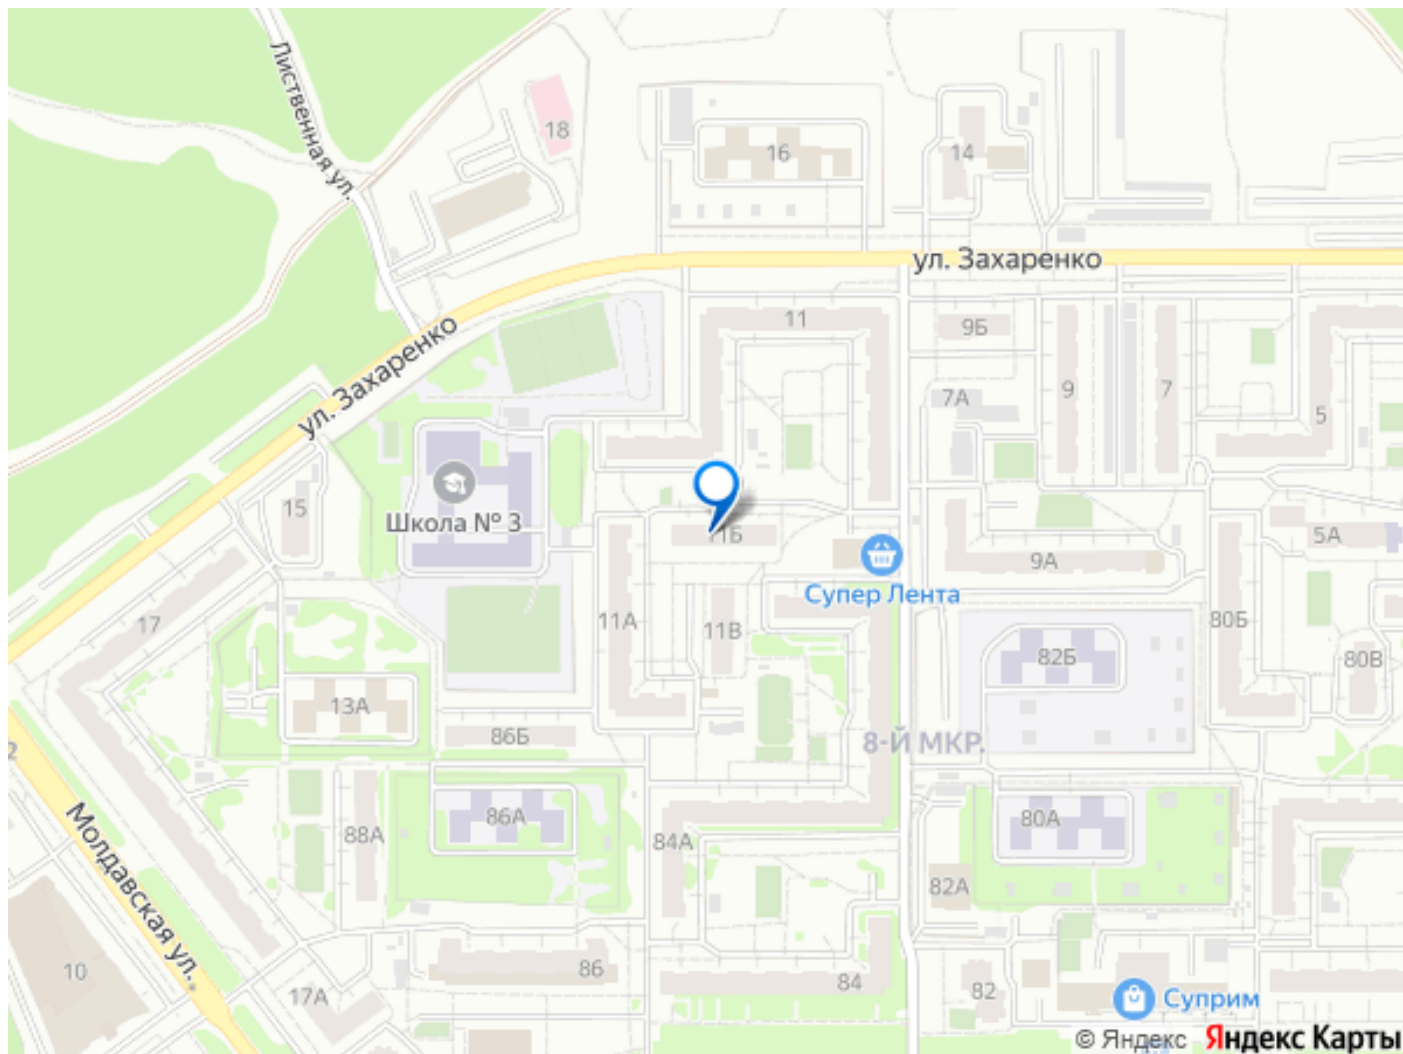 Лиственная ул.
18
16
14
ул. Захаренко
11
9Б
ул. Захаренко
7А
9
7
5
15
Школа № 3
11Б
5А
9А
Супер Лента
17
11А
11В
80Б
82Б
80В
13А
86Б
8-Й МКР.
2
Молдавская ул.
88А
86А
84А
80А
82А
10
86
84
82
17А
Суприм
© Яндекс Яндекс Карты